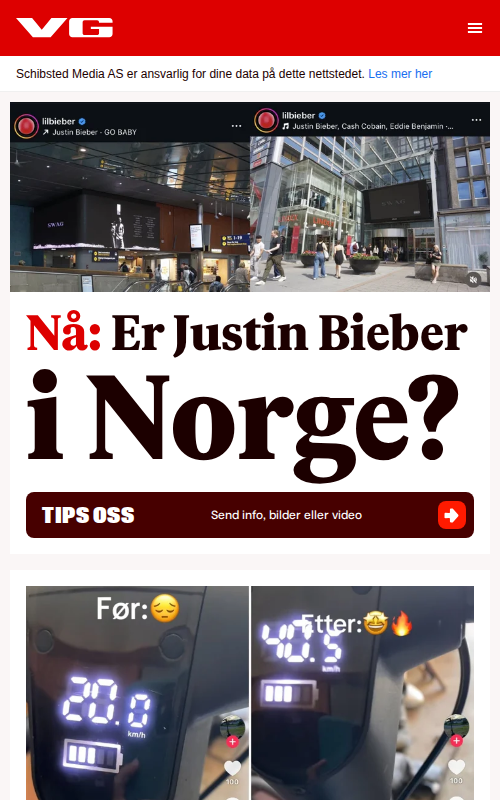 VG
Schibsted Media AS er ansvarlig for dine data på dette nettstedet. Les mer her
lilbieber
Justin Bieber · GO BABY
lilbieber
Justin Bieber, Cash Cobain, Eddie Benjamin ·...
SWAG
SWAG
Nå: Er Justin Bieber
i Norge?
TIPS OSS
Send info, bilder eller video
Før:😔
Etter:🤩🔥
20.0
km/h
40.5
km/h
100
100